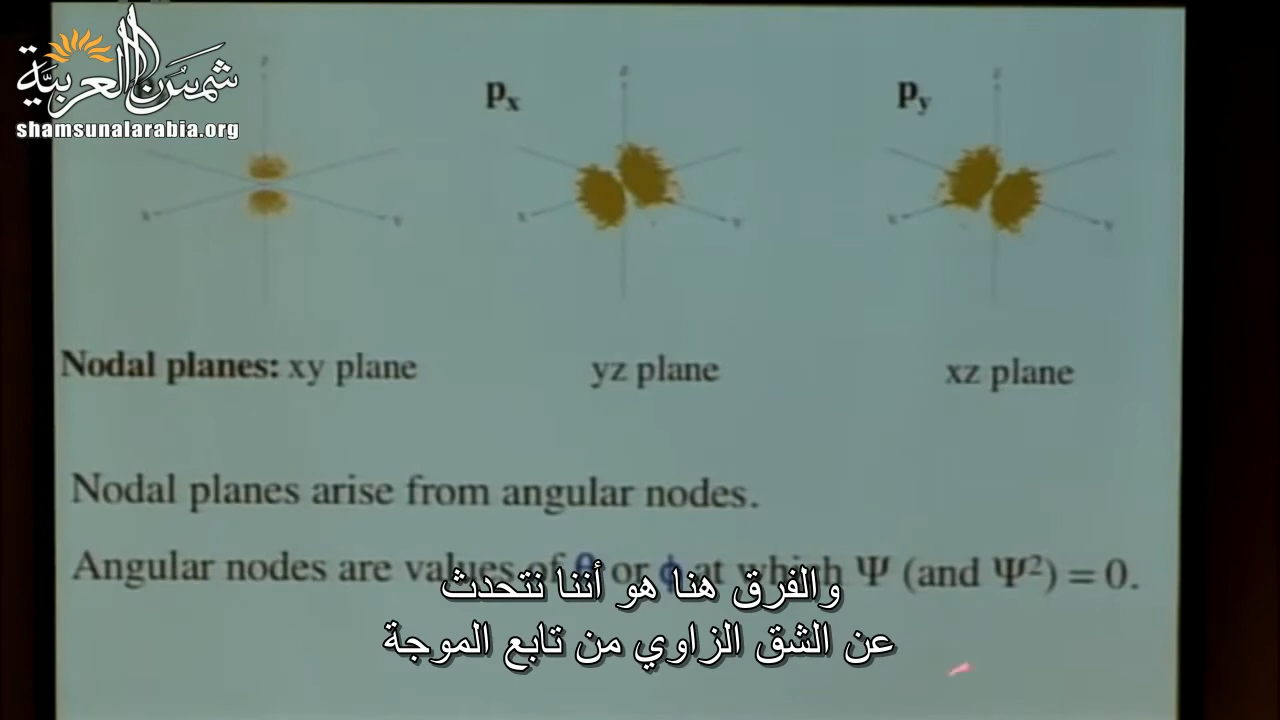 شمس العربية
shamsunalarabia.org
px
py
z
z
z
x
y
x
y
x
y
Nodal planes: xy plane
yz plane
xz plane
Nodal planes arise from angular nodes.
Angular nodes are values of θ or ϕ at which Ψ (and Ψ²) = 0.
والفرق هنا هو أننا نتحدث
عن الشق الزاوي من تابع الموجة